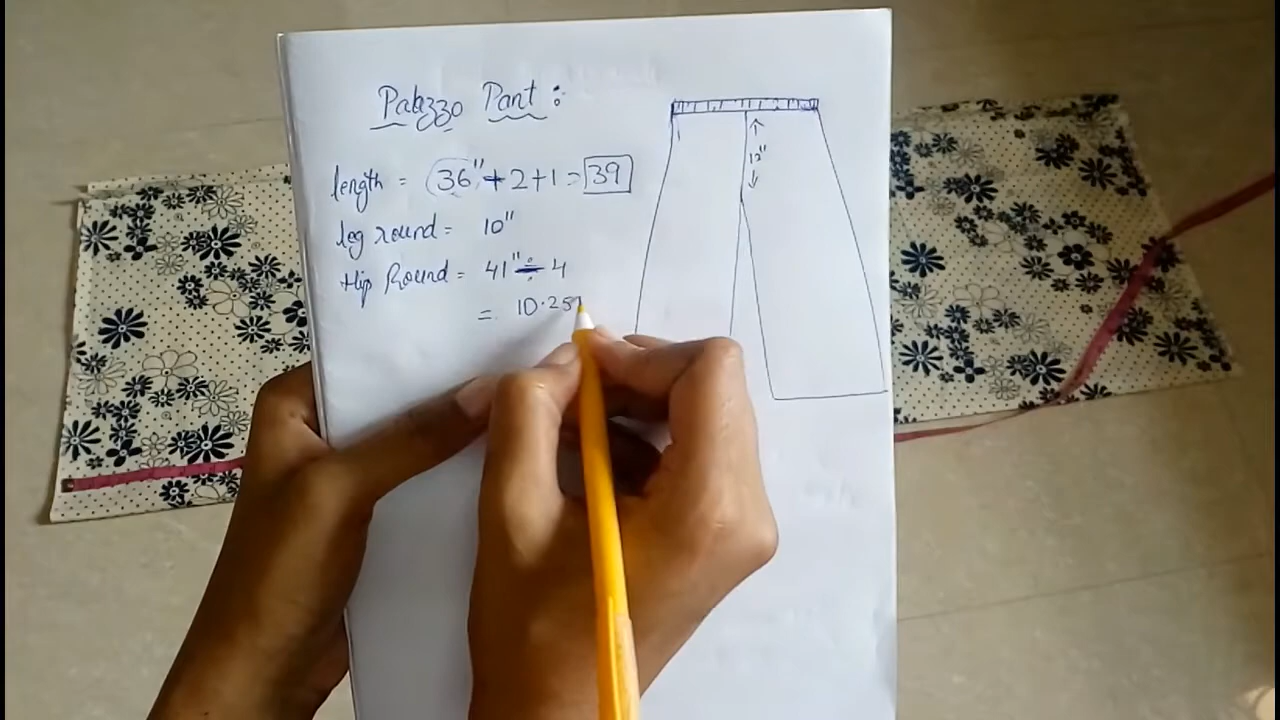 Palazzo Pant :
length = 36" + 2 + 1 = 39
leg round = 10"
Hip Round = 41" ÷ 4
= 10.25
12"